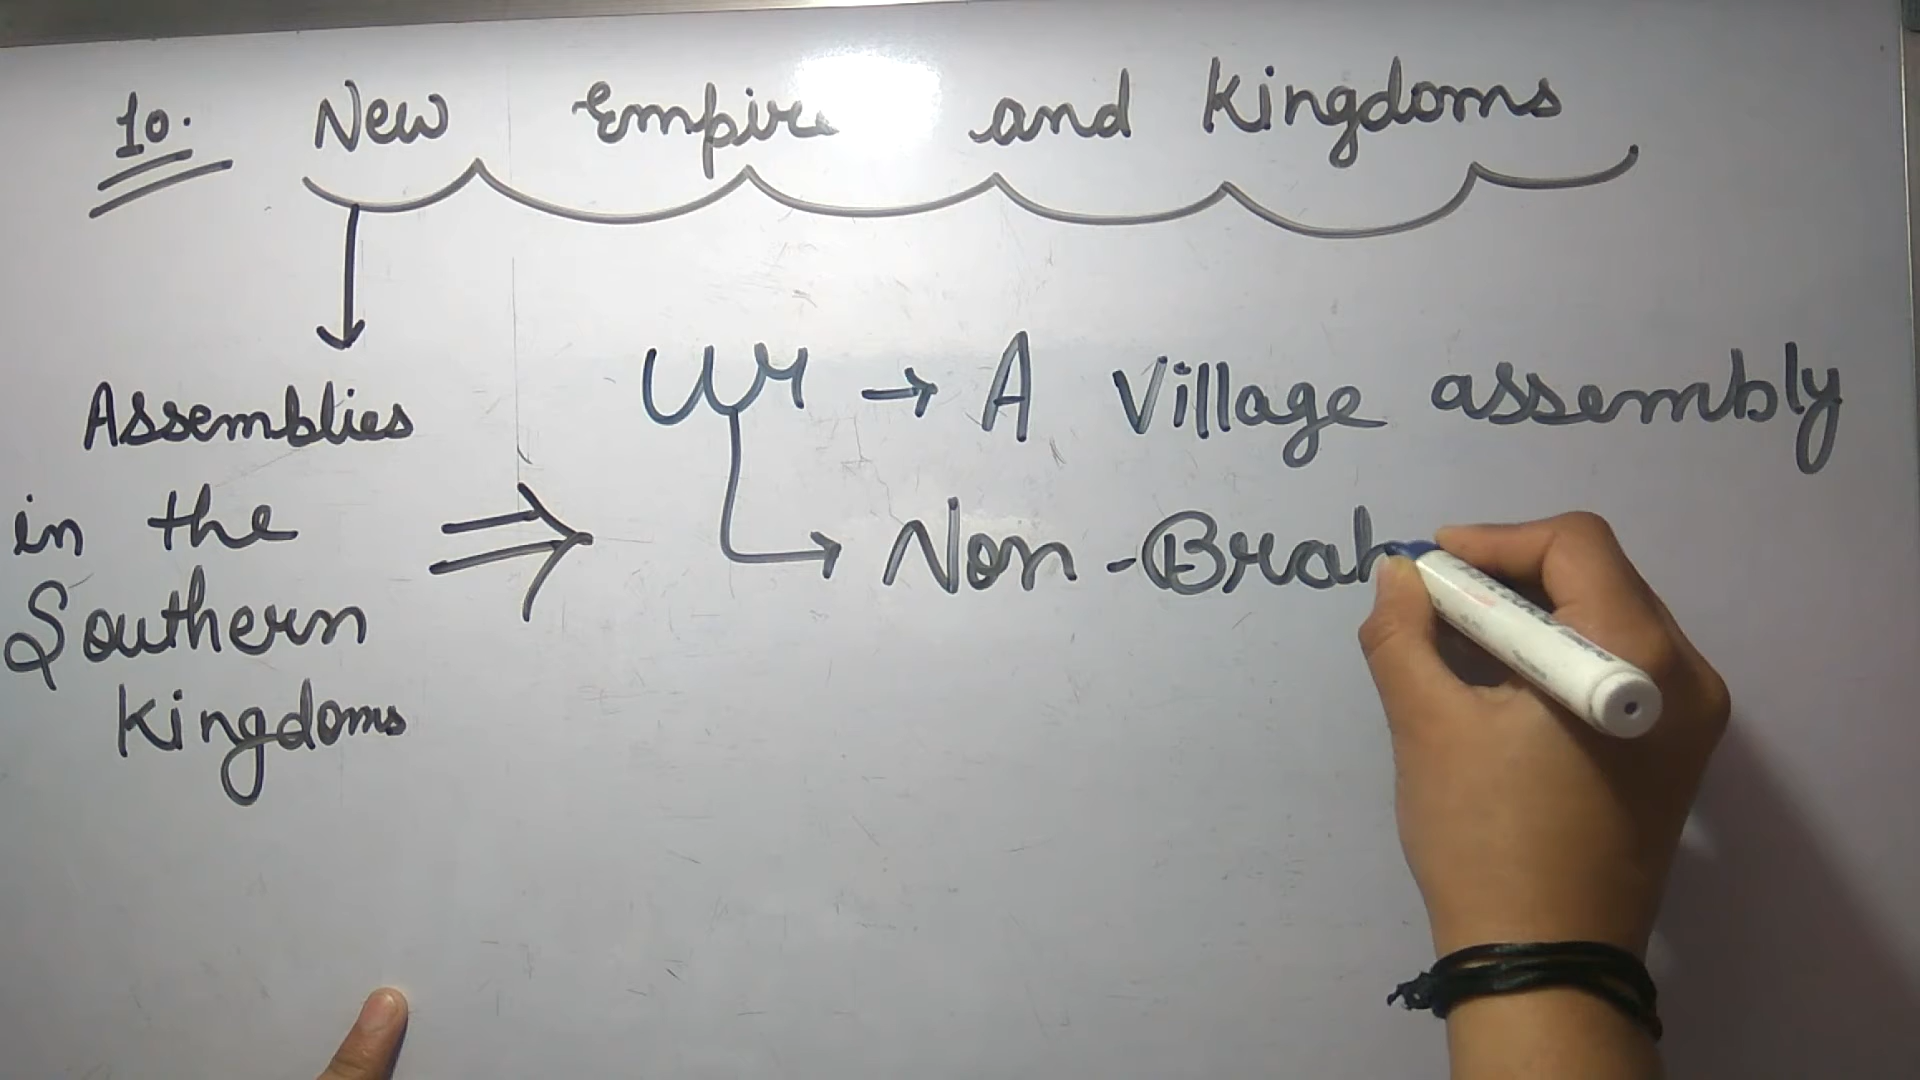 10. New Empire and Kingdoms
Assemblies
in the
Southern
Kingdoms
Ur → A Village assembly
Non-Brah